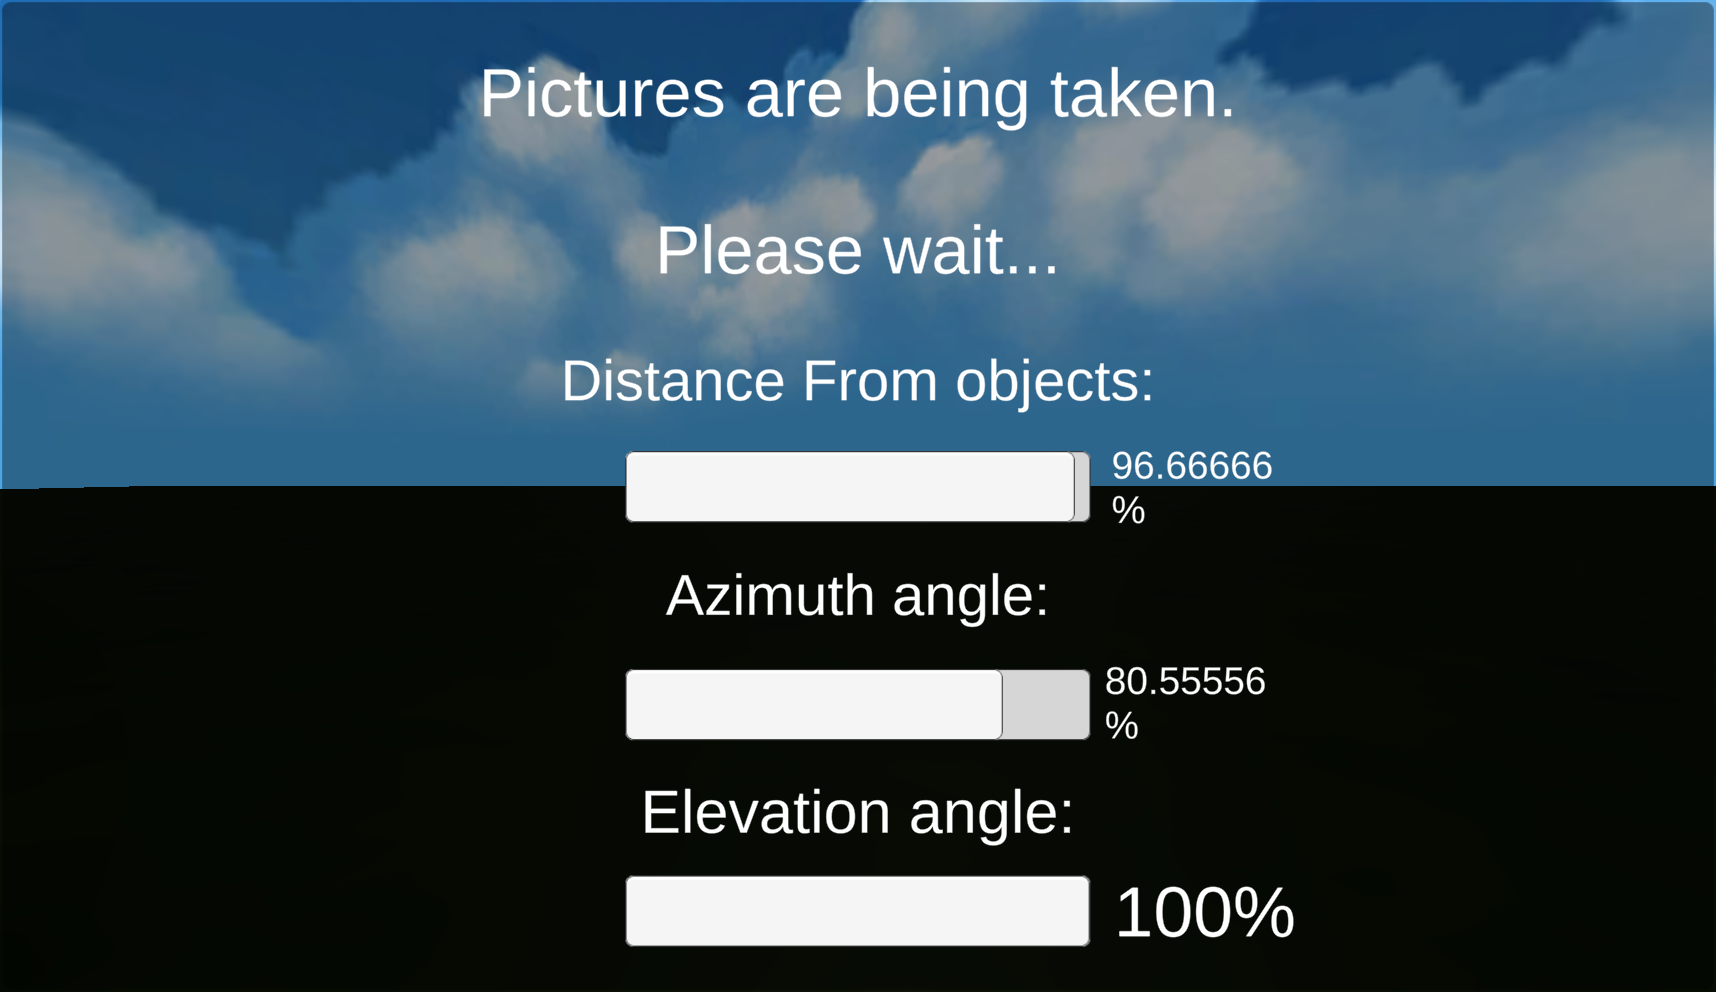 Pictures are being taken.
Please wait...
Distance From objects:
96.66666
%
Azimuth angle:
80.55556
%
Elevation angle:
100%